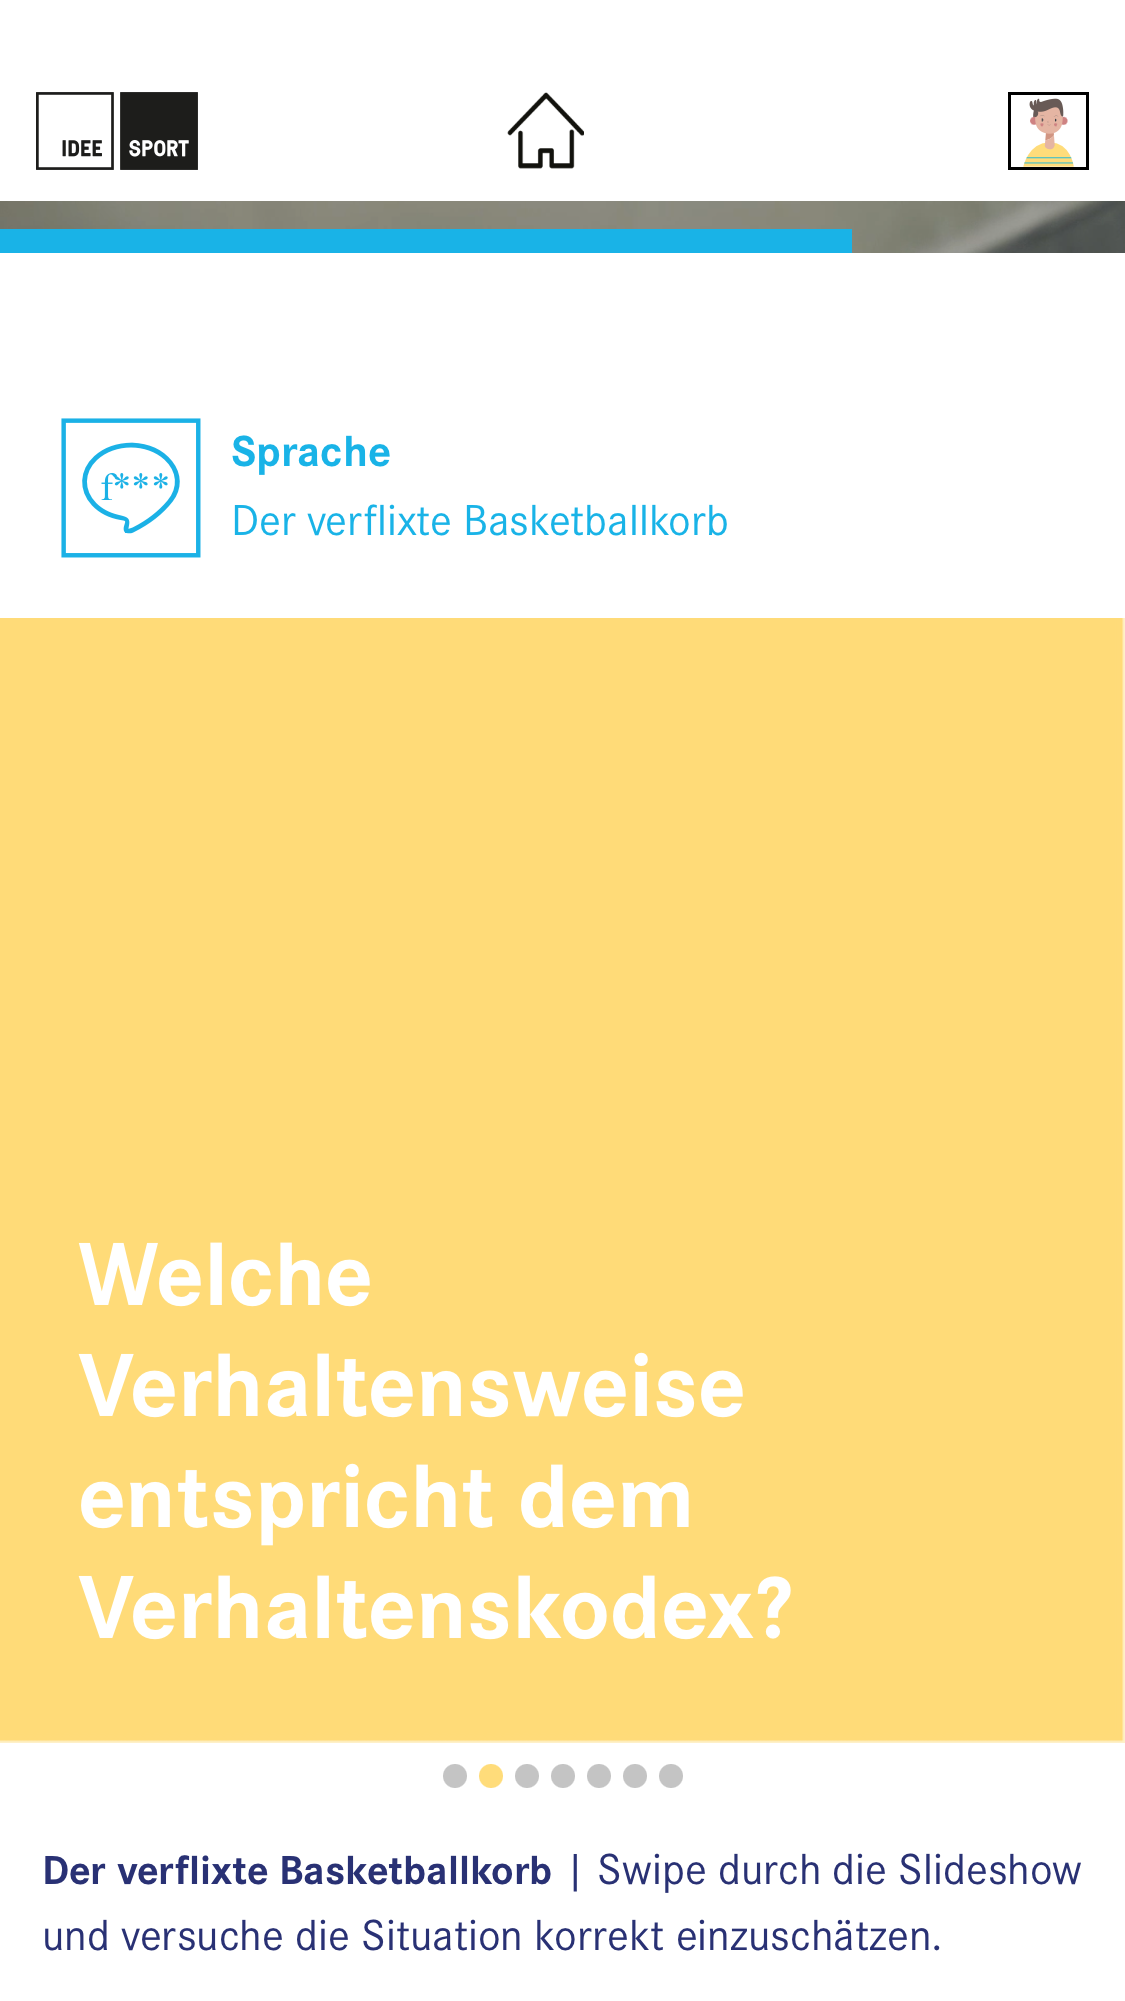 IDEE SPORT
f***
Sprache
Der verflixte Basketballkorb
Welche
Verhaltensweise
entspricht dem
Verhaltenskodex?
Der verflixte Basketballkorb | Swipe durch die Slideshow
und versuche die Situation korrekt einzuschätzen.